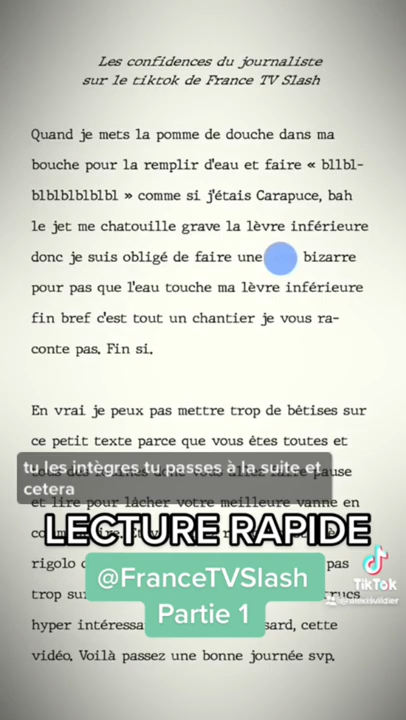 Les confidences du journaliste
sur le tiktok de France TV Slash
Quand je mets la pomme de douche dans ma
bouche pour la remplir d'eau et faire « bllbl-
blblblblblbl » comme si j'étais Carapuce, bah
le jet me chatouille grave la lèvre inférieure
donc je suis obligé de faire une bizarre
pour pas que l'eau touche ma lèvre inférieure
fin bref c'est tout un chantier je vous ra-
conte pas. Fin si.
En vrai je peux pas mettre trop de bêtises sur
ce petit texte parce que vous êtes toutes et
tu les intègres tu passes à la suite et
cetera
pause
et lire pour lâcher votre meilleure vanne en
LECTURE RAPIDE
rigolo
pas
@FranceTVSlash
Partie 1
TikTok
trop
trucs
hyper
sard, cette
vidéo. Voilà passez une bonne journée svp.